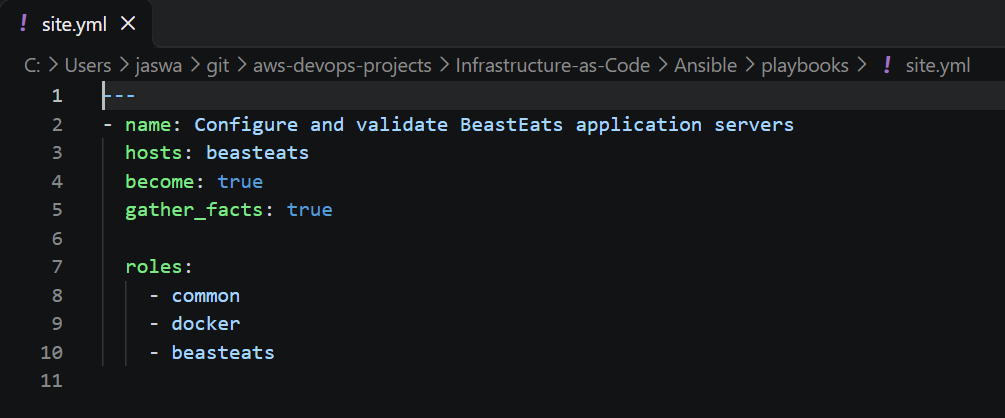 ! site.yml ×
C: > Users > jaswa > git > aws-devops-projects > Infrastructure-as-Code > Ansible > playbooks > ! site.yml
1 ---
2 - name: Configure and validate BeastEats application servers
3   hosts: beasteats
4   become: true
5   gather_facts: true
6
7   roles:
8     - common
9     - docker
10     - beasteats
11